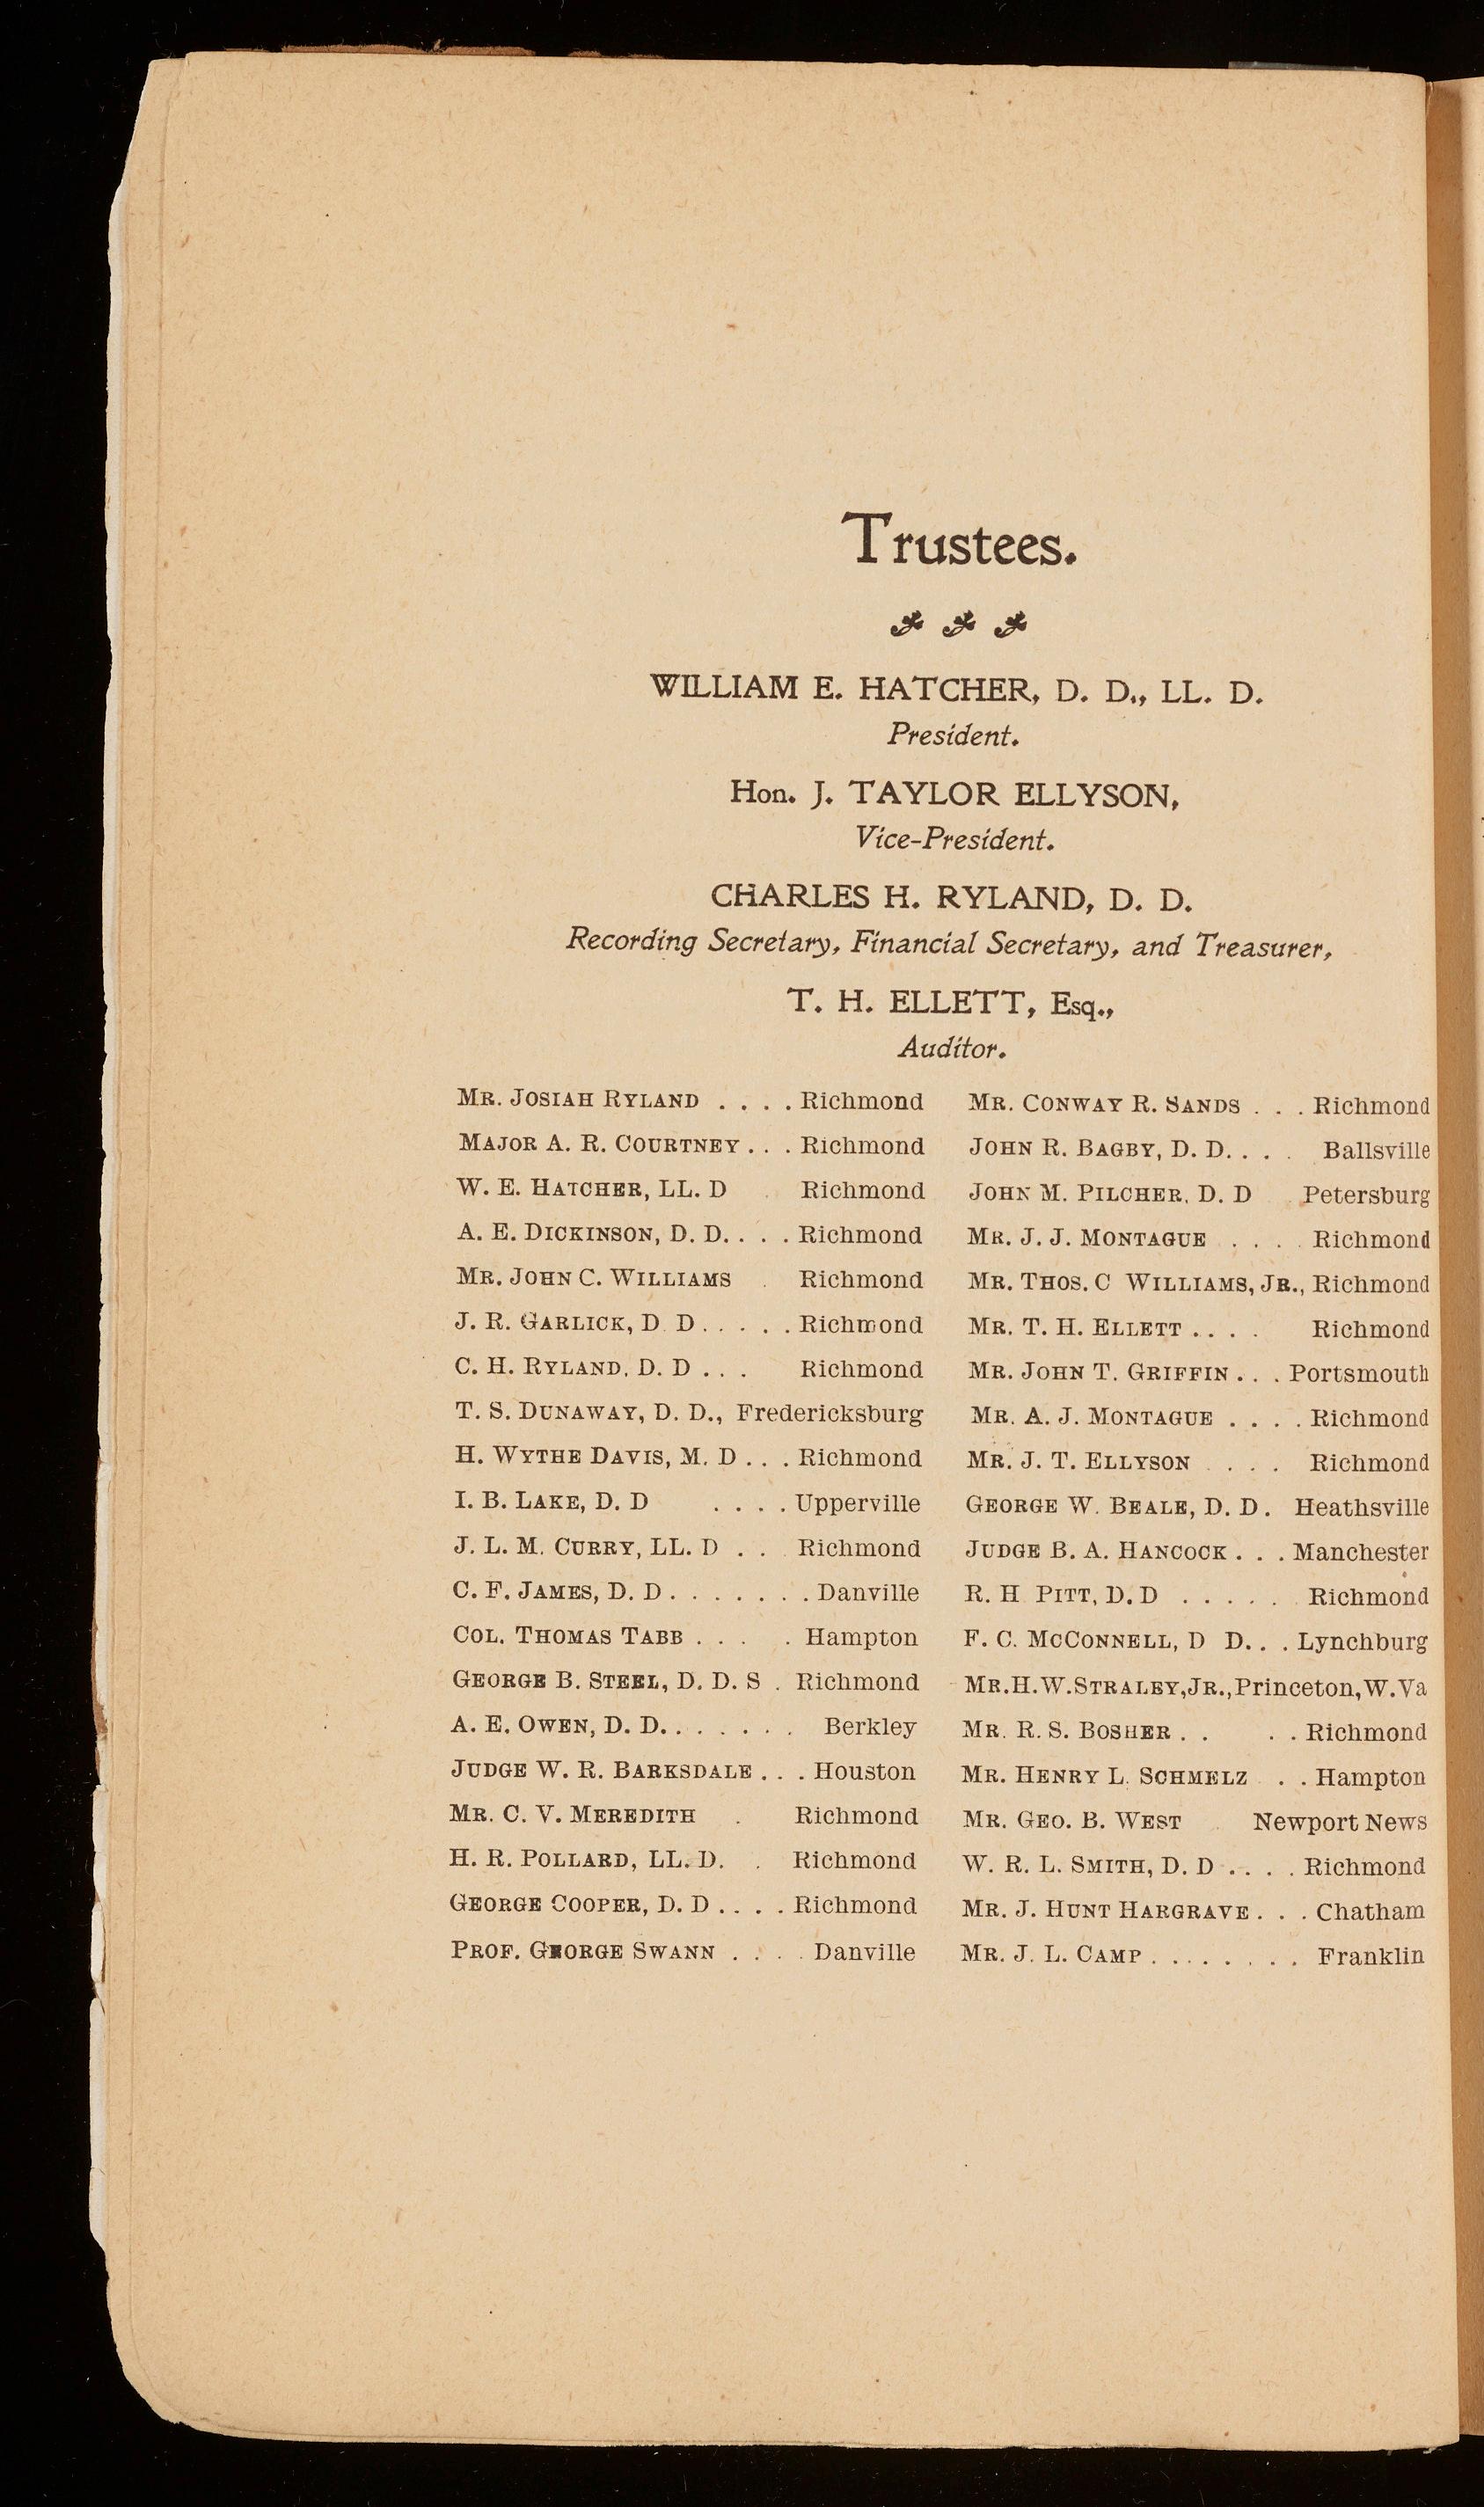 Trustees.
WILLIAM E. HATCHER, D. D., LL. D.
President.
Hon. J. TAYLOR ELLYSON,
Vice-President.
CHARLES H. RYLAND, D. D.
Recording Secretary, Financial Secretary, and Treasurer,
T. H. ELLETT, Esq.,
Auditor.
MR. JOSIAH RYLAND . . . . Richmond
MAJOR A. R. COURTNEY . . . Richmond
W. E. HATCHER, LL. D . Richmond
A. E. DICKINSON, D. D. . . . Richmond
MR. JOHN C. WILLIAMS . Richmond
J. R. GARLICK, D. D . . . . . Richmond
C. H. RYLAND, D. D . . . Richmond
T. S. DUNAWAY, D. D., Fredericksburg
H. WYTHE DAVIS, M. D . . . Richmond
I. B. LAKE, D. D . . . . Upperville
J. L. M. CURRY, LL. D . . . Richmond
C. F. JAMES, D. D . . . . . . . Danville
COL. THOMAS TABB . . . . Hampton
GEORGE B. STEEL, D. D. S . Richmond
A. E. OWEN, D. D. . . . . . . Berkley
JUDGE W. R. BARKSDALE . . . Houston
MR. C. V. MEREDITH . Richmond
H. R. POLLARD, LL. D. . Richmond
GEORGE COOPER, D. D . . . . Richmond
PROF. GEORGE SWANN . . . . Danville
MR. CONWAY R. SANDS . . . Richmond
JOHN R. BAGBY, D. D. . . . Ballsville
JOHN M. PILCHER, D. D . Petersburg
MR. J. J. MONTAGUE . . . . Richmond
MR. THOS. C WILLIAMS, JR., Richmond
MR. T. H. ELLETT . . . . Richmond
MR. JOHN T. GRIFFIN . . . Portsmouth
MR. A. J. MONTAGUE . . . . Richmond
MR. J. T. ELLYSON . . . . Richmond
GEORGE W. BEALE, D. D. Heathsville
JUDGE B. A. HANCOCK . . . Manchester
R. H PITT, D. D . . . . . . Richmond
F. C. MCCONNELL, D D. . . Lynchburg
MR. H. W. STRALEY, JR., Princeton, W. Va
MR. R. S. BOSHER . . . . Richmond
MR. HENRY L. SCHMELZ . . Hampton
MR. GEO. B. WEST . Newport News
W. R. L. SMITH, D. D . . . . Richmond
MR. J. HUNT HARGRAVE . . . Chatham
MR. J. L. CAMP . . . . . . . . Franklin